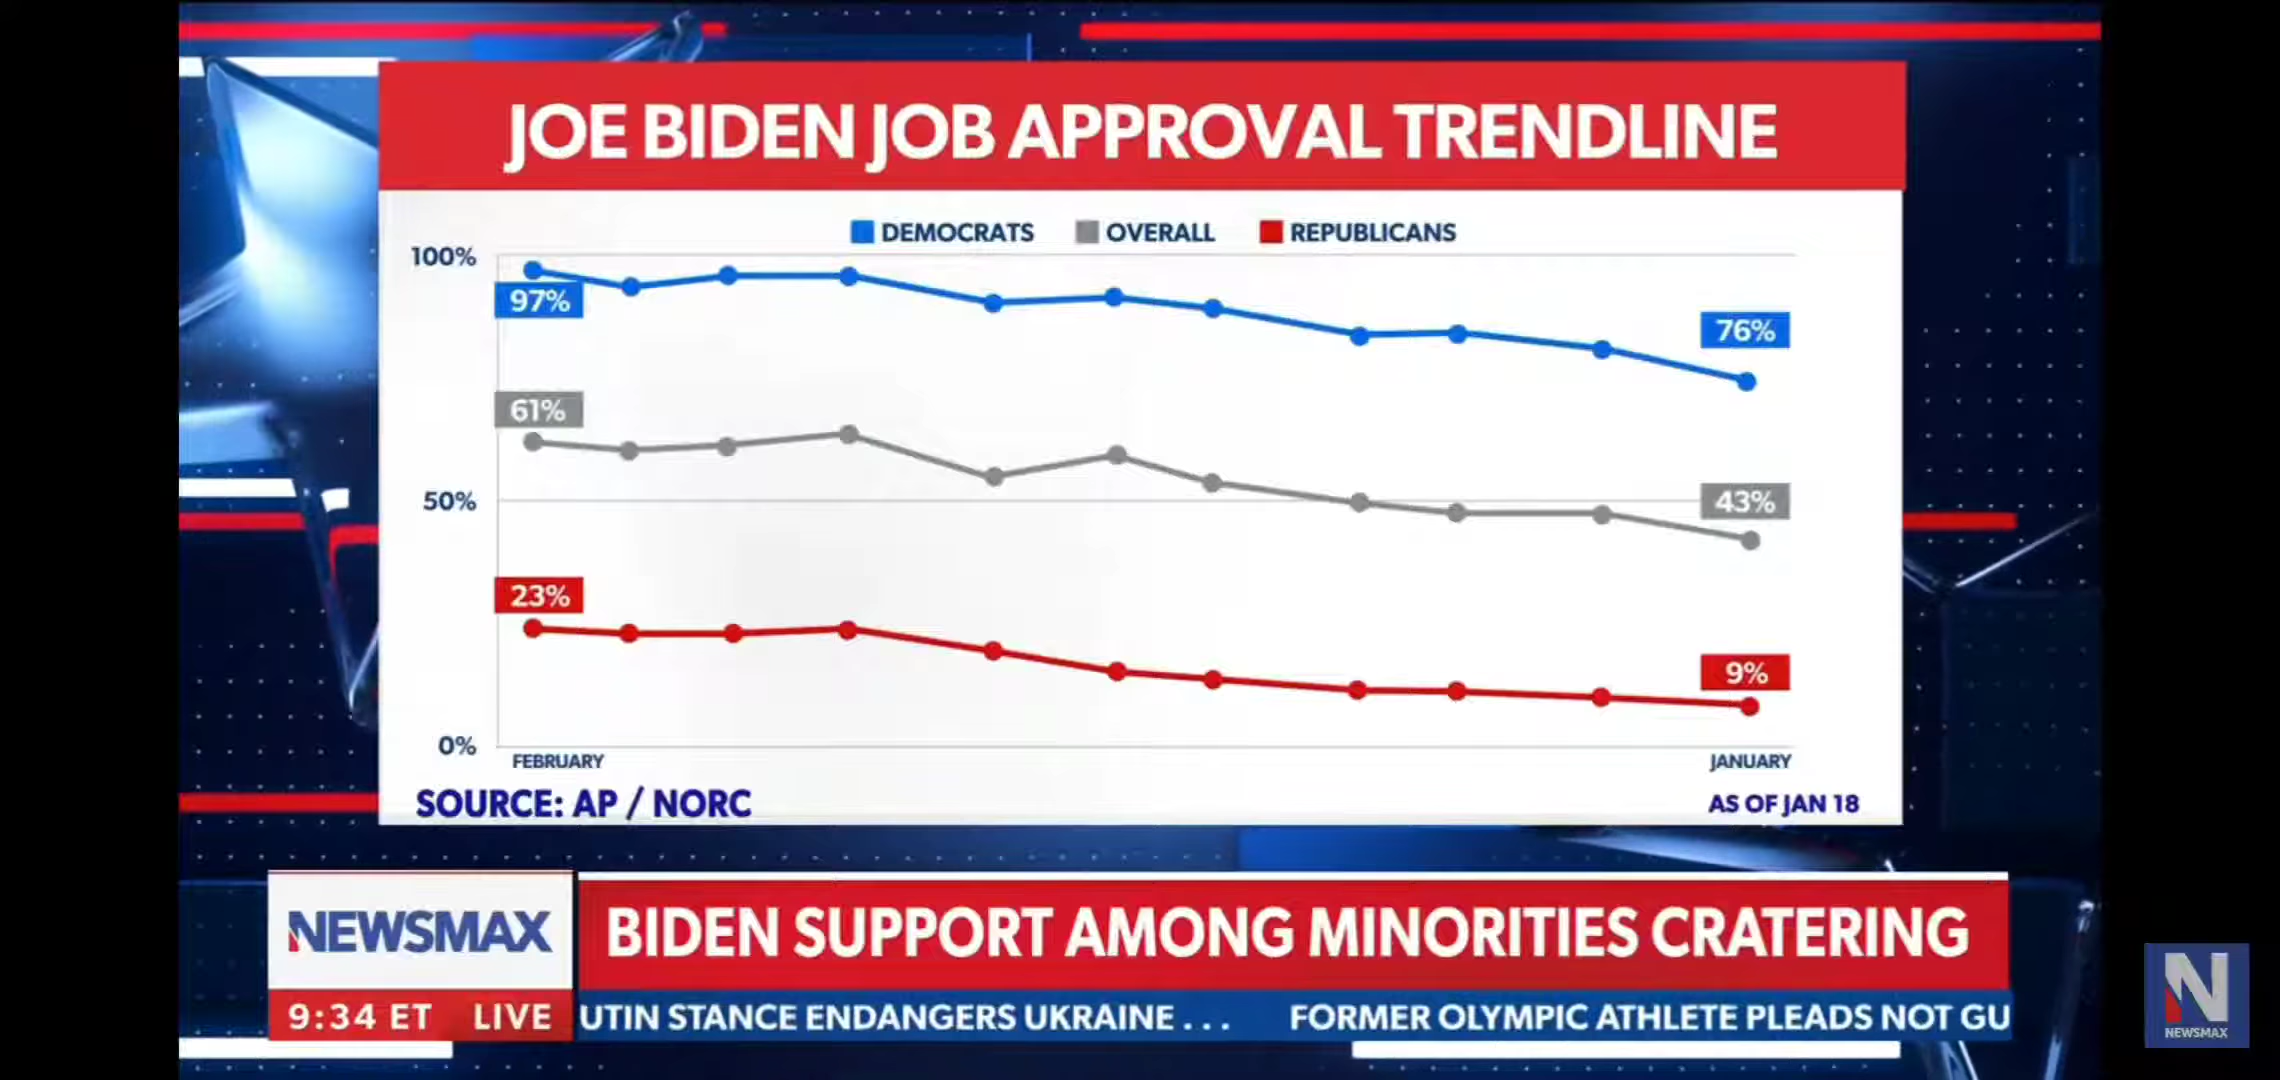 JOE BIDEN JOB APPROVAL TRENDLINE
DEMOCRATS OVERALL REPUBLICANS
100%
97%
76%
61%
50%
43%
23%
9%
0%
FEBRUARY JANUARY
SOURCE: AP / NORC AS OF JAN 18
NEWSMAX BIDEN SUPPORT AMONG MINORITIES CRATERING
9:34 ET LIVE UTIN STANCE ENDANGERS UKRAINE . . . FORMER OLYMPIC ATHLETE PLEADS NOT GU
N
NEWSMAX